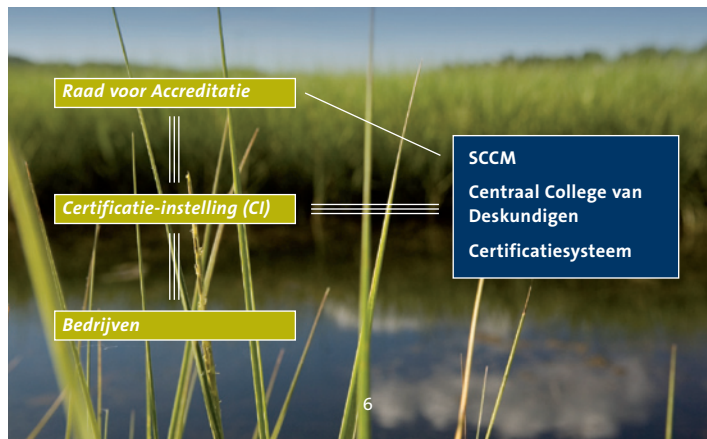 Raad voor Accreditatie
Certificatie-instelling (CI)
Bedrijven
SCCM
Centraal College van
Deskundigen
Certificatiesysteem
6